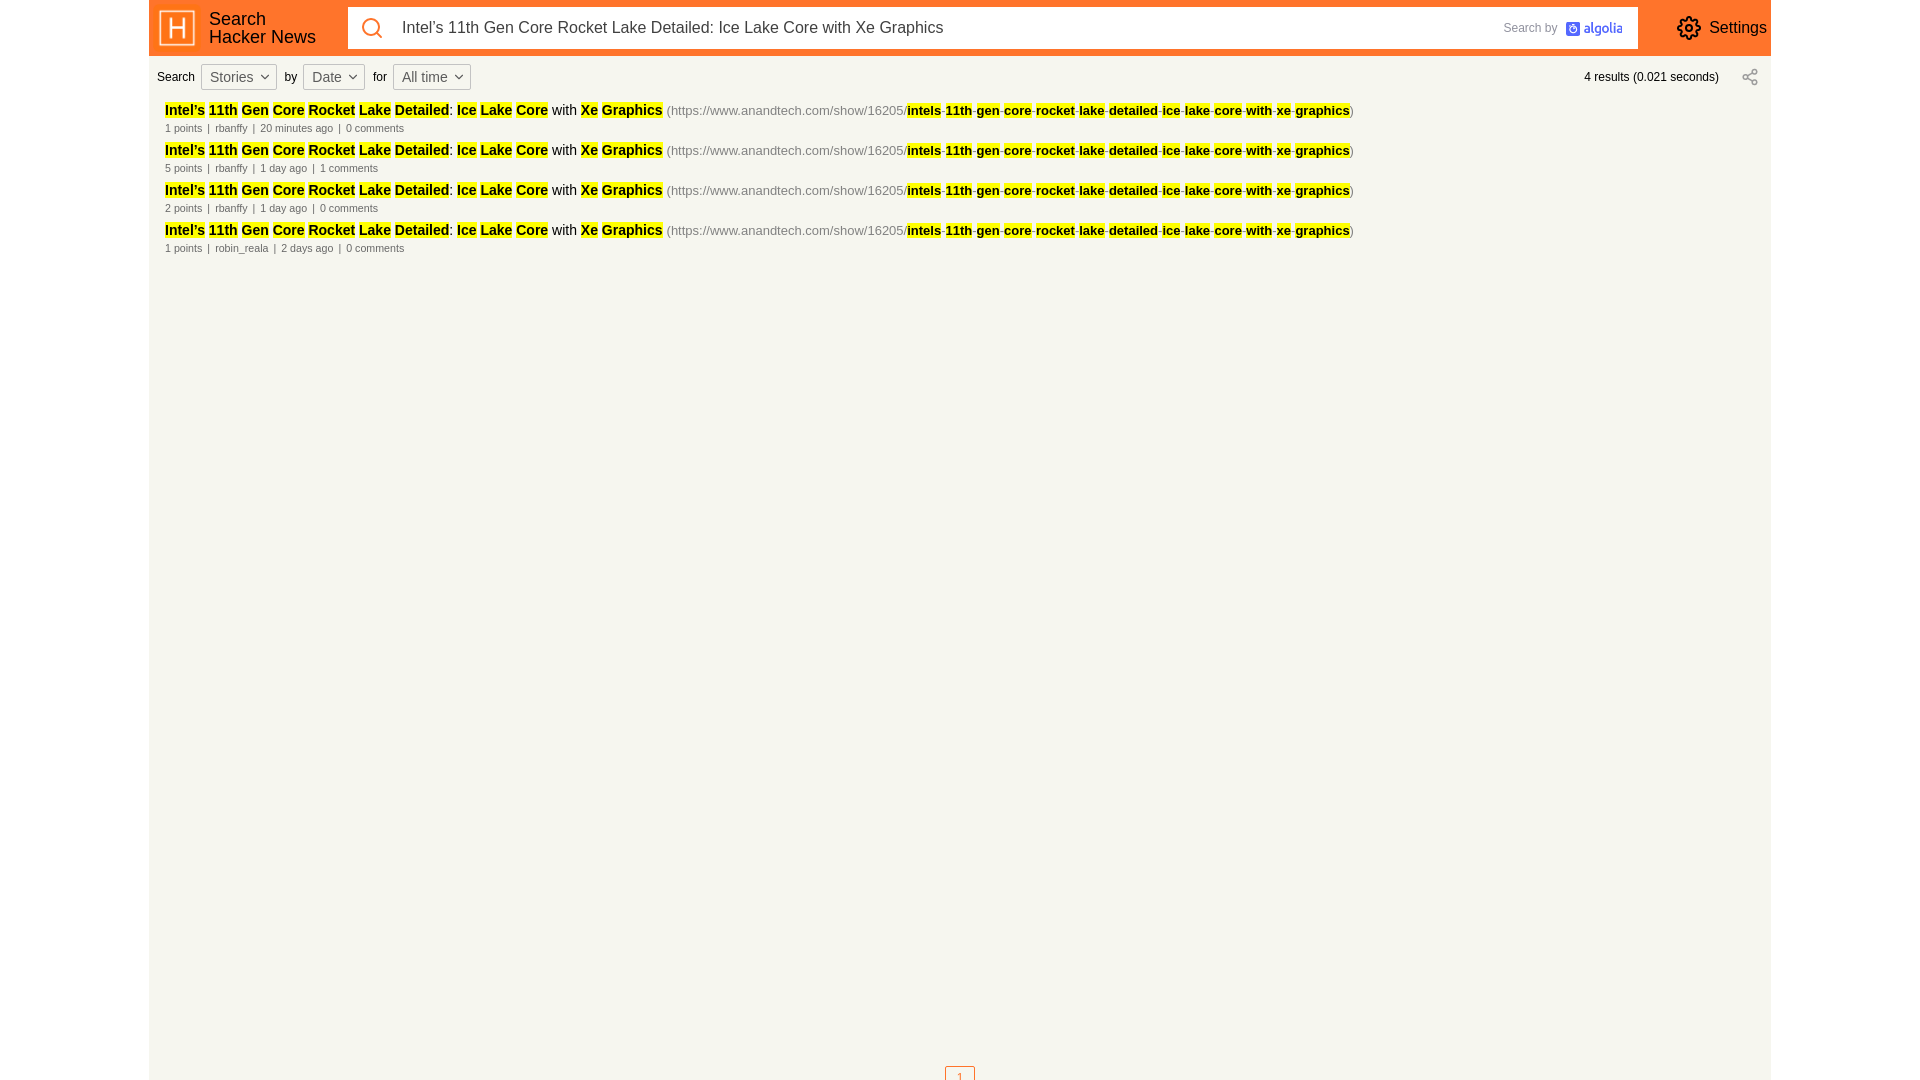 H
Search
Hacker News
Intel’s 11th Gen Core Rocket Lake Detailed: Ice Lake Core with Xe Graphics
Search by algolia
Settings
Search Stories by Date for All time
4 results (0.021 seconds)
Intel’s 11th Gen Core Rocket Lake Detailed: Ice Lake Core with Xe Graphics (https://www.anandtech.com/show/16205/intels-11th-gen-core-rocket-lake-detailed-ice-lake-core-with-xe-graphics)
1 points | rbanffy | 20 minutes ago | 0 comments
Intel’s 11th Gen Core Rocket Lake Detailed: Ice Lake Core with Xe Graphics (https://www.anandtech.com/show/16205/intels-11th-gen-core-rocket-lake-detailed-ice-lake-core-with-xe-graphics)
5 points | rbanffy | 1 day ago | 1 comments
Intel’s 11th Gen Core Rocket Lake Detailed: Ice Lake Core with Xe Graphics (https://www.anandtech.com/show/16205/intels-11th-gen-core-rocket-lake-detailed-ice-lake-core-with-xe-graphics)
2 points | rbanffy | 1 day ago | 0 comments
Intel’s 11th Gen Core Rocket Lake Detailed: Ice Lake Core with Xe Graphics (https://www.anandtech.com/show/16205/intels-11th-gen-core-rocket-lake-detailed-ice-lake-core-with-xe-graphics)
1 points | robin_reala | 2 days ago | 0 comments
1